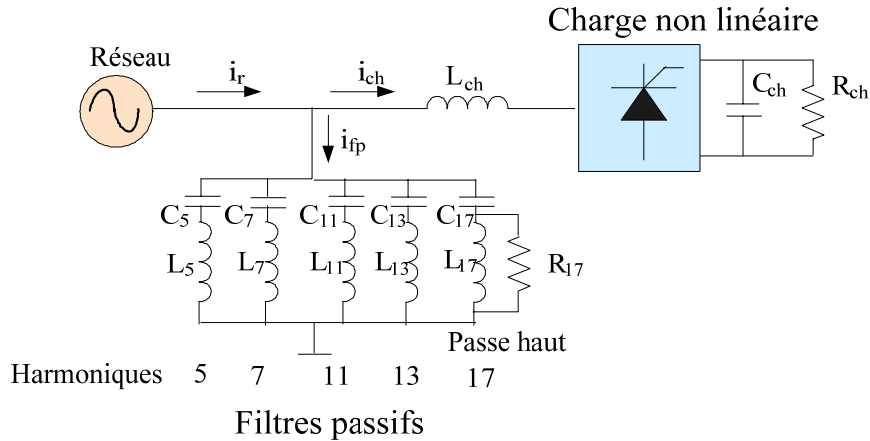 Charge non linéaire
Réseau
ir
ich
Lch
Cch
Rch
ifp
C5
C7
C11
C13
C17
L5
L7
L11
L13
L17
R17
Passe haut
Harmoniques 5 7 11 13 17
Filtres passifs